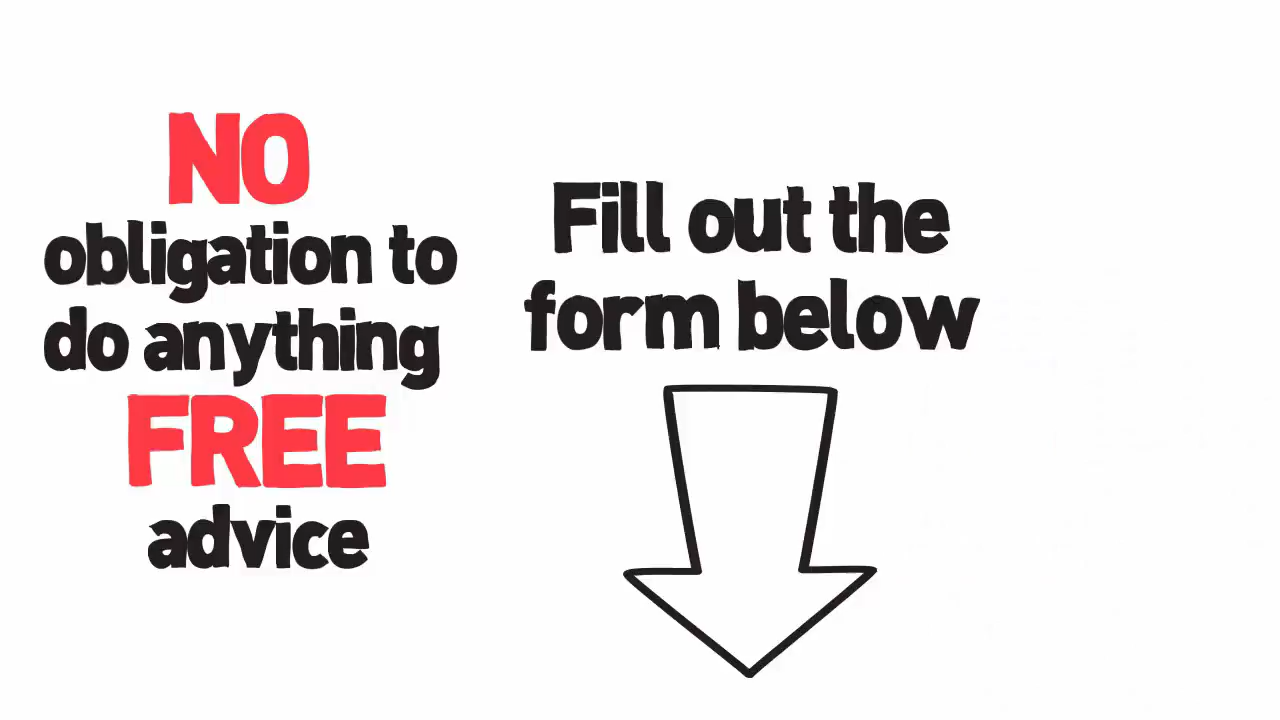 NO
obligation to
do anything
FREE
advice
Fill out the
form below